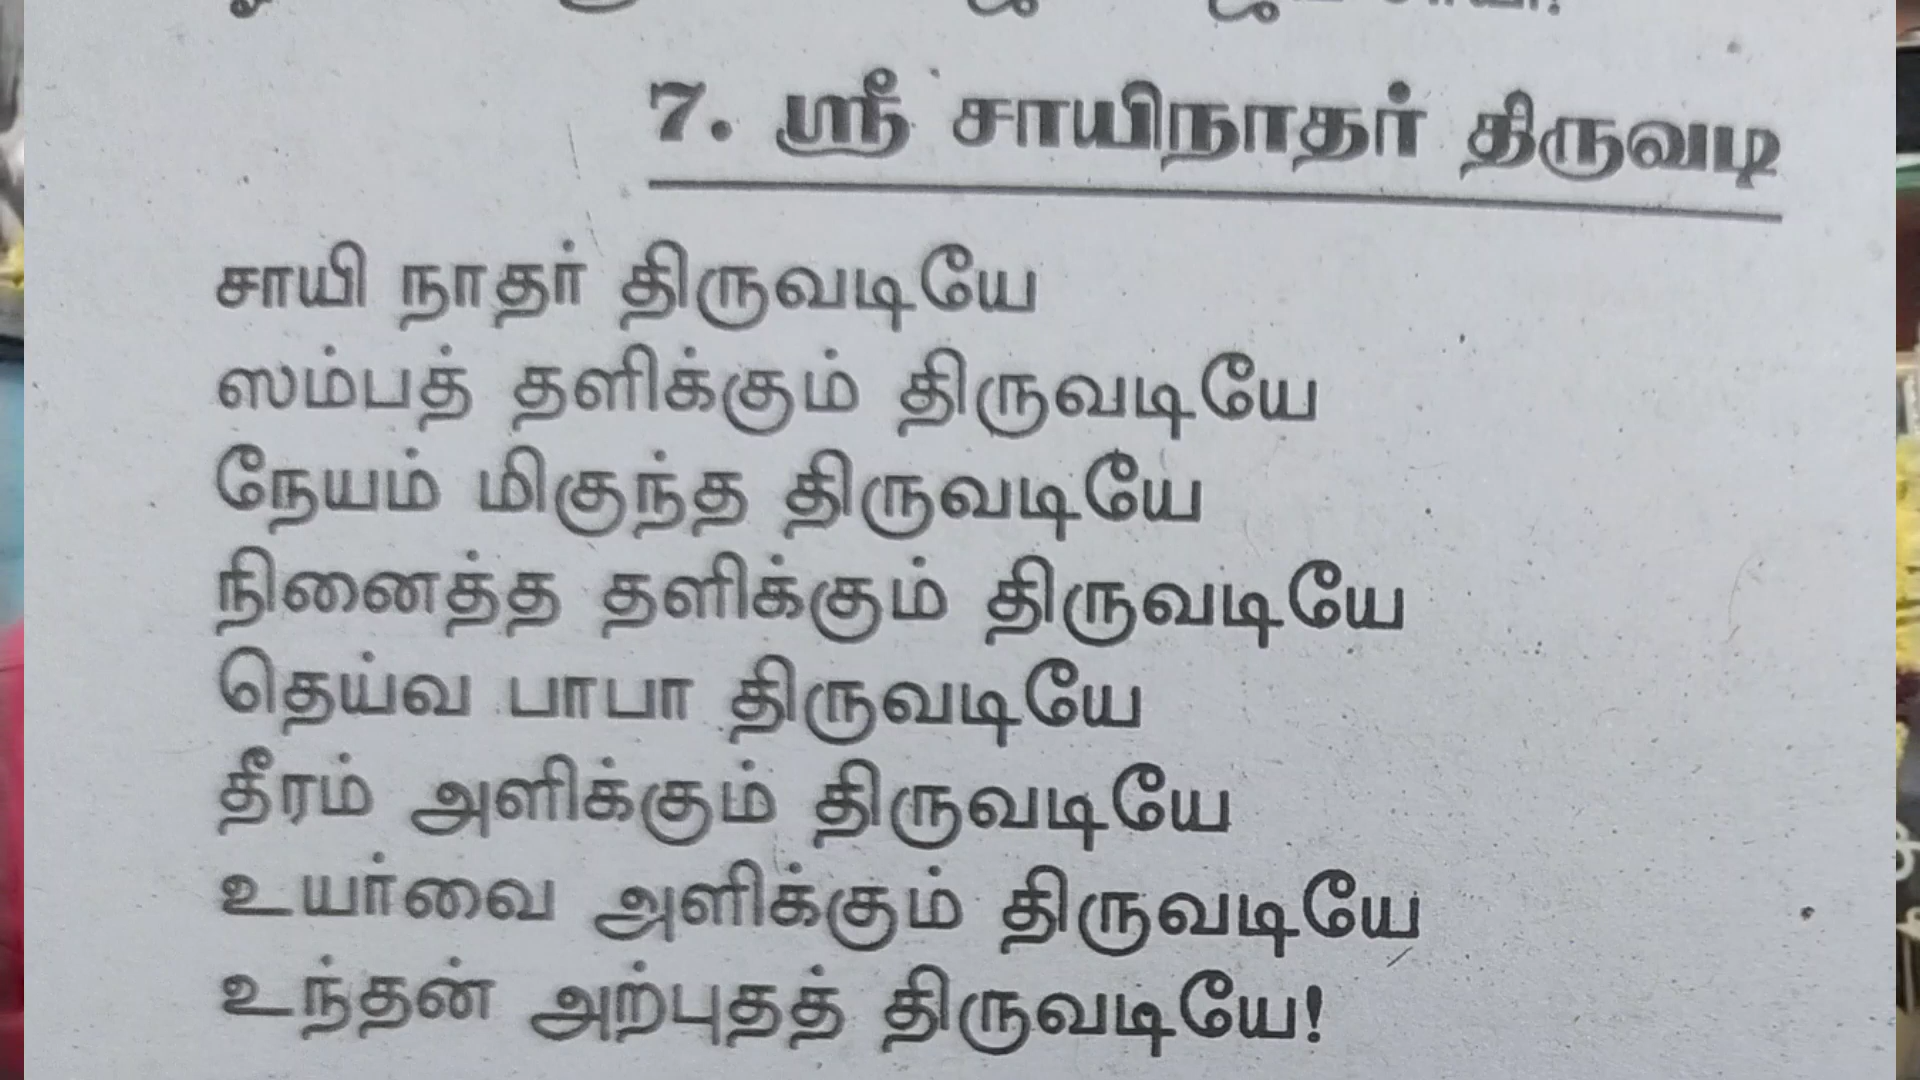 7. ஸ்ரீ சாயிநாதர் திருவடி
சாயி நாதர் திருவடியே
ஸம்பத் தளிக்கும் திருவடியே
நேயம் மிகுந்த திருவடியே
நினைத்த தளிக்கும் திருவடியே
தெய்வ பாபா திருவடியே
தீரம் அளிக்கும் திருவடியே
உயர்வை அளிக்கும் திருவடியே
உந்தன் அற்புதத் திருவடியே!